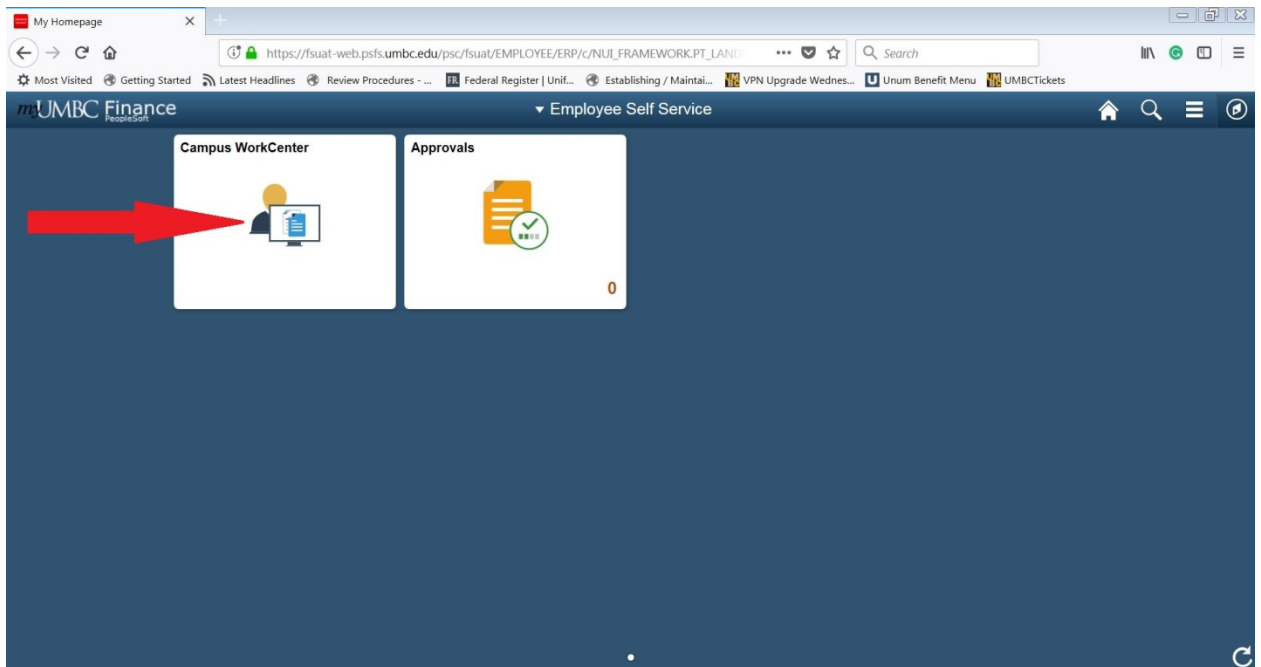 My Homepage
https://fsuat-web.psfs.umbc.edu/psc/fsuat/EMPLOYEE/ERP/c/NUI_FRAMEWORK.PT_LAND
Search
Most Visited Getting Started Latest Headlines Review Procedures - ... FR Federal Register | Unif... Establishing / Maintai... VPN Upgrade Wednes... U Unum Benefit Menu UMBCTickets
myUMBC Finance
PeopleSoft
Employee Self Service
Campus WorkCenter
Approvals
0